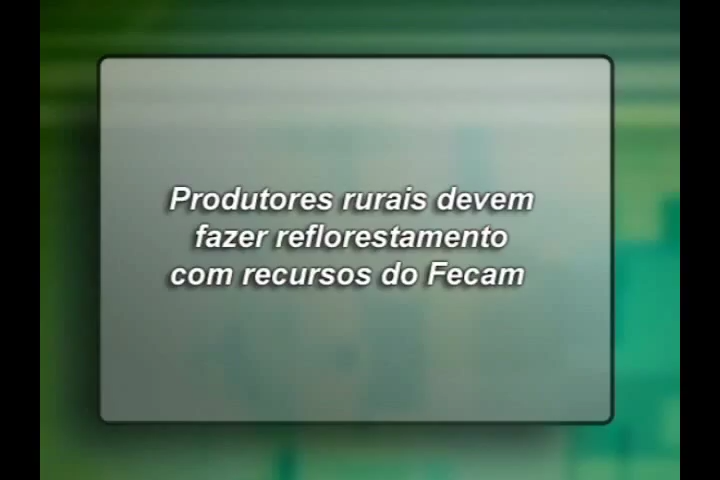 Produtores rurais devem
fazer reflorestamento
com recursos do Fecam